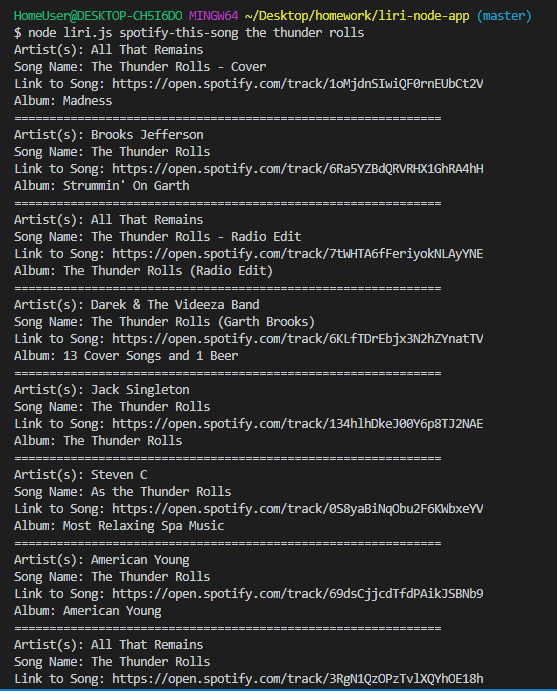 HomeUser@DESKTOP-CH5I6DO MINGW64 ~/Desktop/homework/liri-node-app (master)
$ node liri.js spotify-this-song the thunder rolls
Artist(s): All That Remains
Song Name: The Thunder Rolls - Cover
Link to Song: https://open.spotify.com/track/1oMjdnSIwiQF0rnEUbCt2V
Album: Madness
=============================================================
Artist(s): Brooks Jefferson
Song Name: The Thunder Rolls
Link to Song: https://open.spotify.com/track/6Ra5YZBdQRVRHX1GhRA4hH
Album: Strummin' On Garth
=============================================================
Artist(s): All That Remains
Song Name: The Thunder Rolls - Radio Edit
Link to Song: https://open.spotify.com/track/7tWHTA6fFeriyokNLAyYNE
Album: The Thunder Rolls (Radio Edit)
=============================================================
Artist(s): Darek & The Videeza Band
Song Name: The Thunder Rolls (Garth Brooks)
Link to Song: https://open.spotify.com/track/6KLfTDrEbjx3N2hZYnatTV
Album: 13 Cover Songs and 1 Beer
=============================================================
Artist(s): Jack Singleton
Song Name: The Thunder Rolls
Link to Song: https://open.spotify.com/track/134hlhDkeJ00Y6p8TJ2NAE
Album: The Thunder Rolls
=============================================================
Artist(s): Steven C
Song Name: As the Thunder Rolls
Link to Song: https://open.spotify.com/track/0S8yaBiNqObu2F6KWbxeYV
Album: Most Relaxing Spa Music
=============================================================
Artist(s): American Young
Song Name: The Thunder Rolls
Link to Song: https://open.spotify.com/track/69dsCjjcdTfdPAikJSBNb9
Album: American Young
=============================================================
Artist(s): All That Remains
Song Name: The Thunder Rolls
Link to Song: https://open.spotify.com/track/3RgN1QzOPzTvlXQYhOE18h